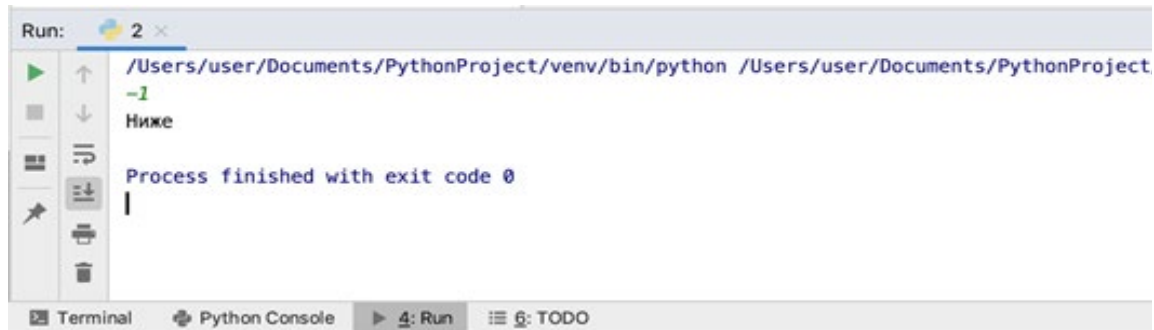 Run: 2
/Users/user/Documents/PythonProject/venv/bin/python /Users/user/Documents/PythonProject/
-1
Ниже
Process finished with exit code 0
Terminal Python Console 4: Run 6: TODO